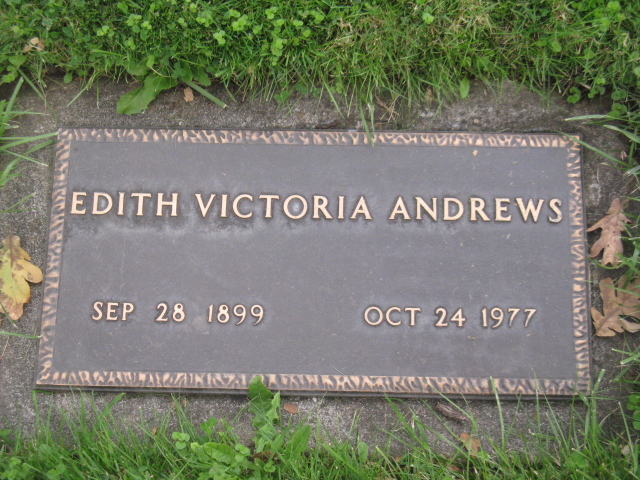 EDITH VICTORIA ANDREWS
SEP 28 1899 OCT 24 1977